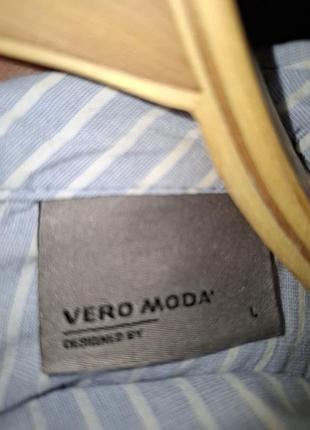 VERO MODA
L
DESIGNED BY